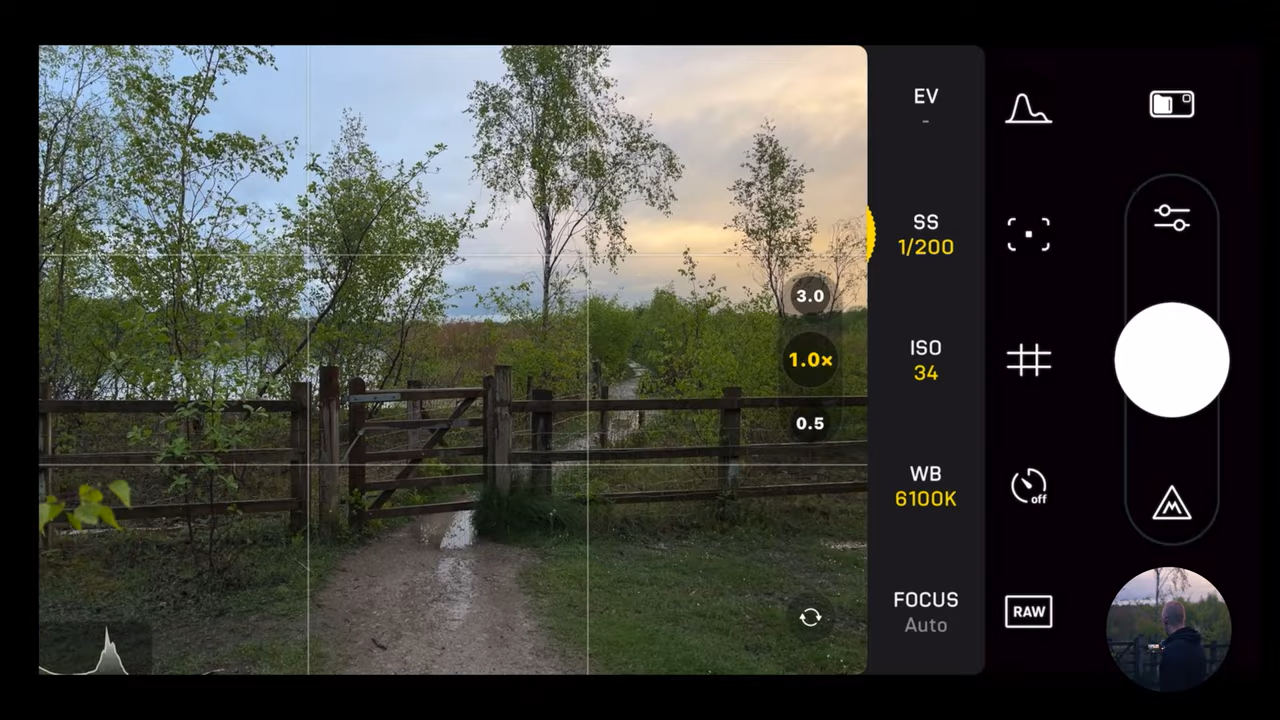 EV
-
SS
1/200
ISO
34
WB
6100K
FOCUS
Auto
3.0
1.0×
0.5
off
RAW